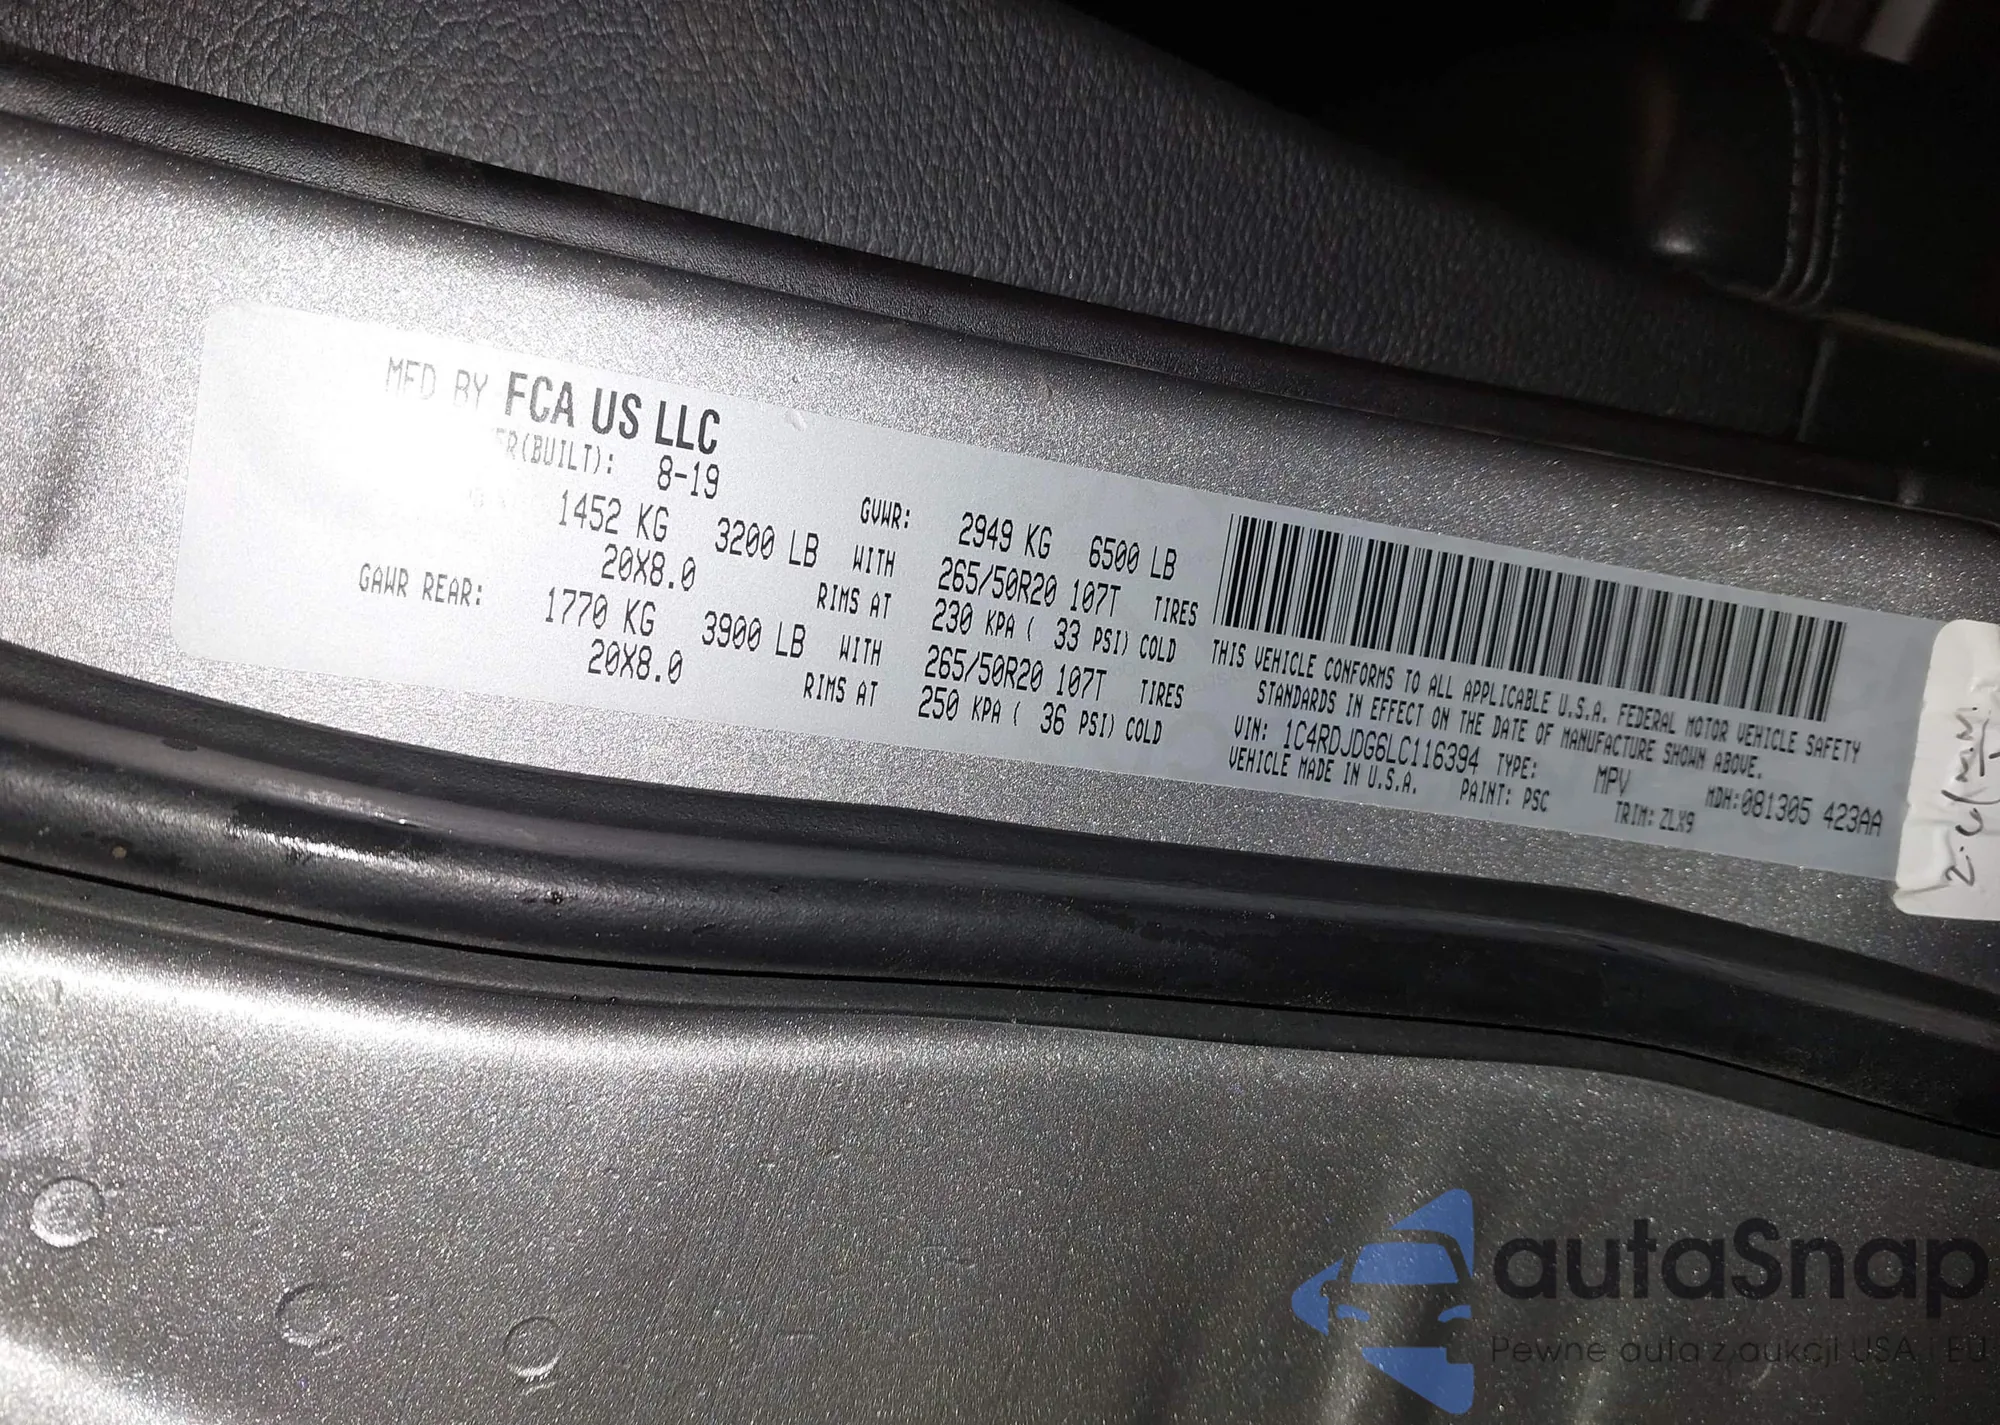 MFD BY FCA US LLC
ER(BUILT): 8-19 GVWR: 2949 KG 6500 LB
1452 KG 3200 LB WITH 265/50R20 107T TIRES
20X8.0 RIMS AT 230 KPA ( 33 PSI) COLD
GAWR REAR: 1770 KG 3900 LB WITH 265/50R20 107T TIRES
20X8.0 RIMS AT 250 KPA ( 36 PSI) COLD
THIS VEHICLE CONFORMS TO ALL APPLICABLE U.S.A. FEDERAL MOTOR VEHICLE SAFETY
STANDARDS IN EFFECT ON THE DATE OF MANUFACTURE SHOWN ABOVE.
VIN: 1C4RDJDG6LC116394 TYPE: MPV MDH:081305 423AA
VEHICLE MADE IN U.S.A. PAINT: PSC TRIM: ZLX9
autaSnap
Pewne auta z aukcji USA i EU